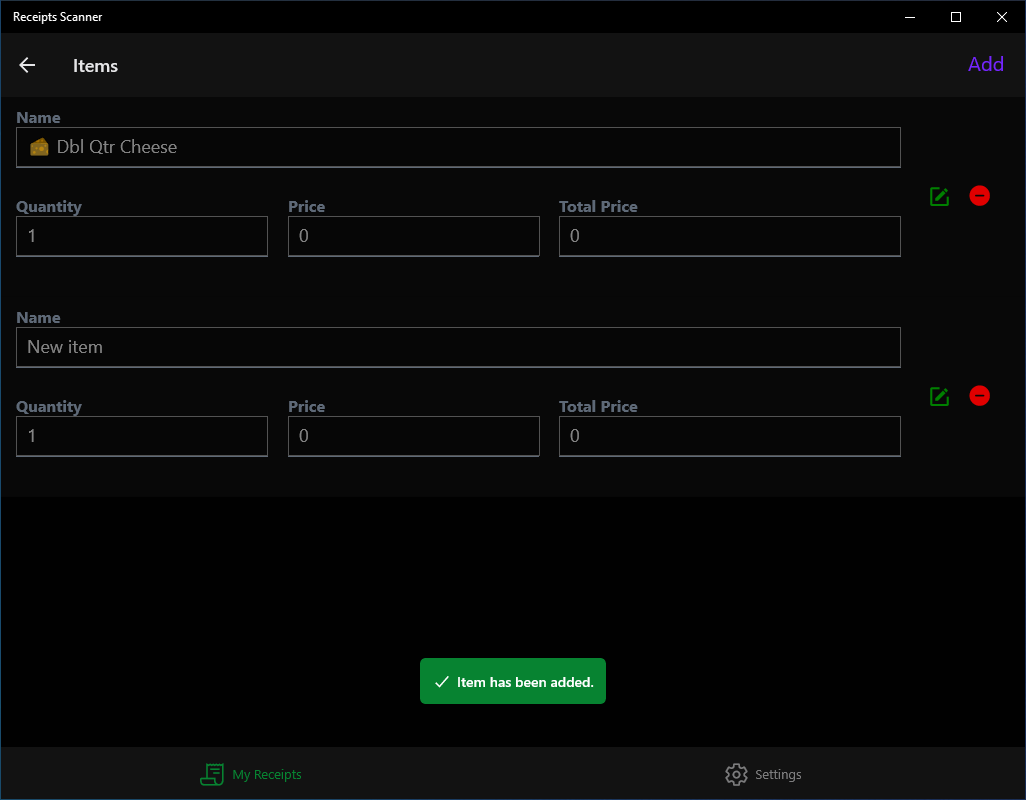 Receipts Scanner
Items
Add
Name
🧀 Dbl Qtr Cheese
Quantity Price Total Price
1 0 0
Name
New item
Quantity Price Total Price
1 0 0
Item has been added.
My Receipts Settings